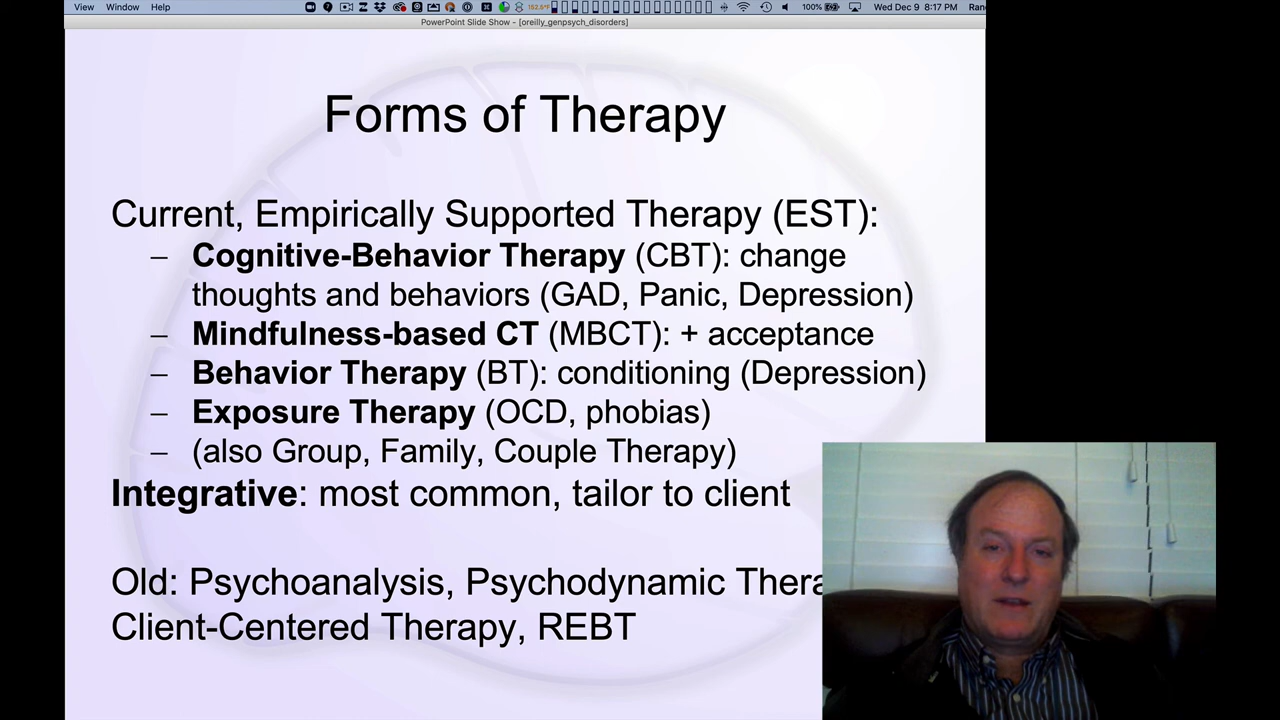 View Window Help 152.5°F 100% Wed Dec 9 8:17 PM Ran
PowerPoint Slide Show - [oreilly_genpsych_disorders]
Forms of Therapy
Current, Empirically Supported Therapy (EST):
– Cognitive-Behavior Therapy (CBT): change
thoughts and behaviors (GAD, Panic, Depression)
– Mindfulness-based CT (MBCT): + acceptance
– Behavior Therapy (BT): conditioning (Depression)
– Exposure Therapy (OCD, phobias)
– (also Group, Family, Couple Therapy)
Integrative: most common, tailor to client
Old: Psychoanalysis, Psychodynamic Thera
Client-Centered Therapy, REBT